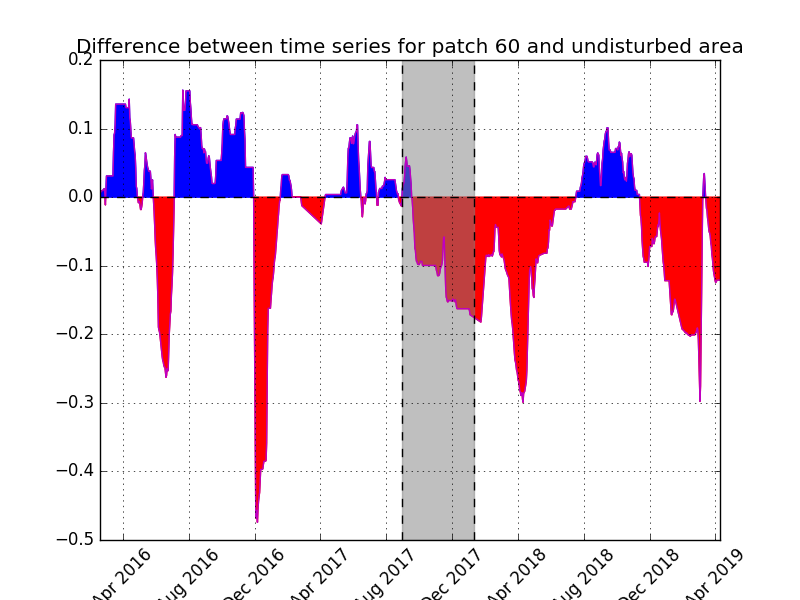 Difference between time series for patch 60 and undisturbed area
0.2
0.1
0.0
−0.1
−0.2
−0.3
−0.4
−0.5
Apr 2016
Aug 2016
Dec 2016
Apr 2017
Aug 2017
Dec 2017
Apr 2018
Aug 2018
Dec 2018
Apr 2019